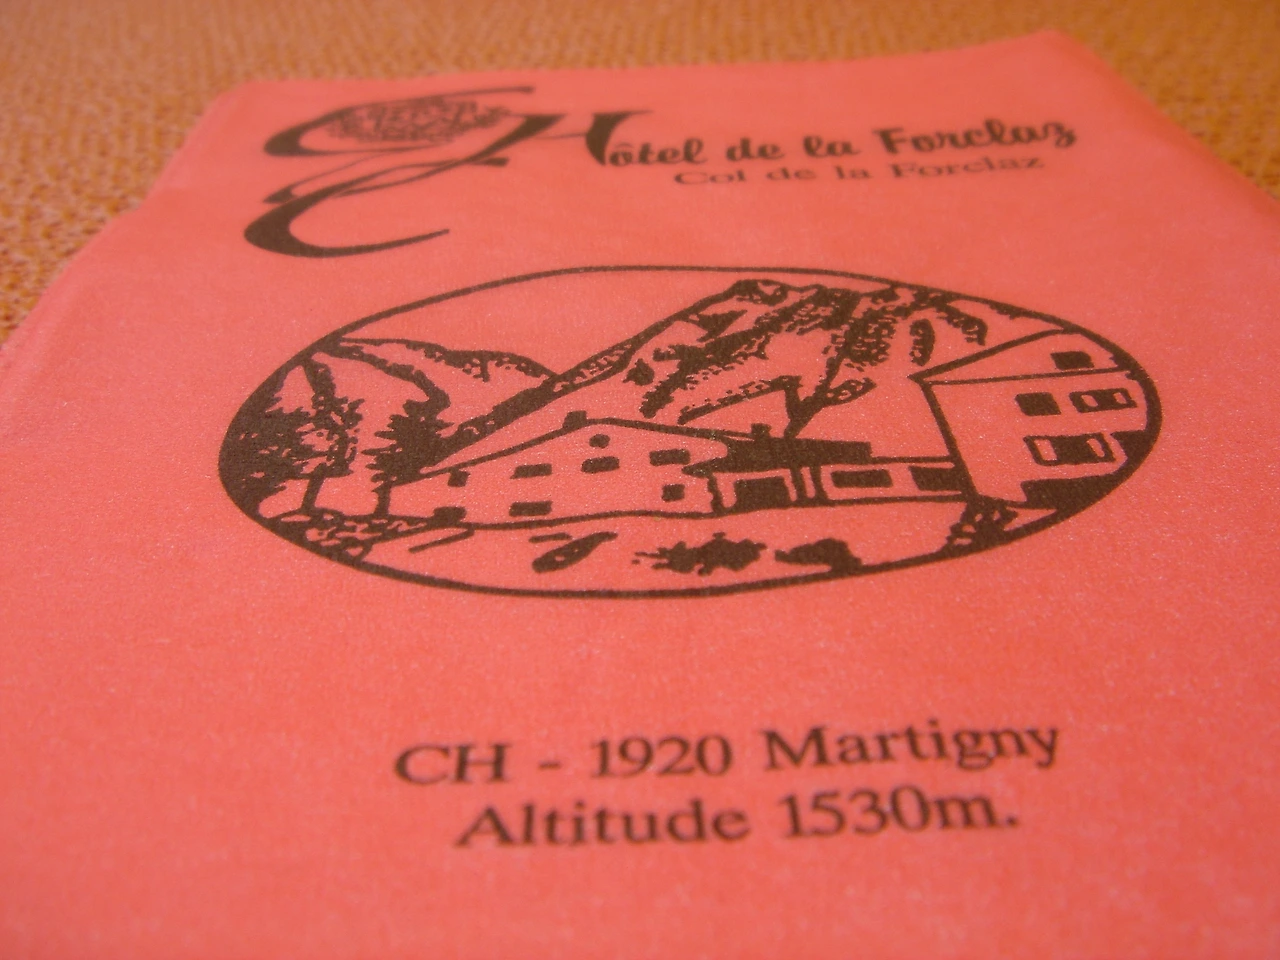 Hôtel de la Forclaz
Col de la Forclaz
CH - 1920 Martigny
Altitude 1530m.